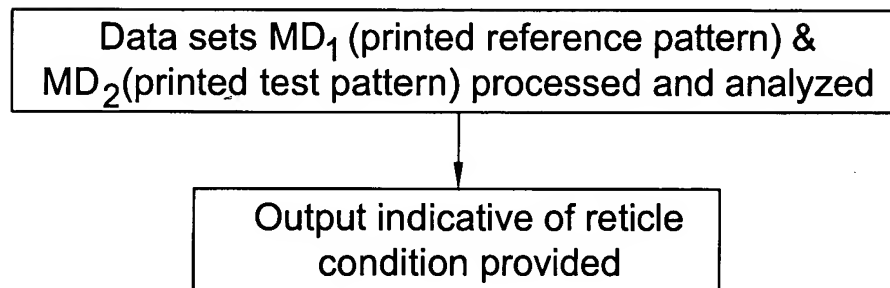 Data sets MD₁ (printed reference pattern) &
MD₂(printed test pattern) processed and analyzed
Output indicative of reticle
condition provided